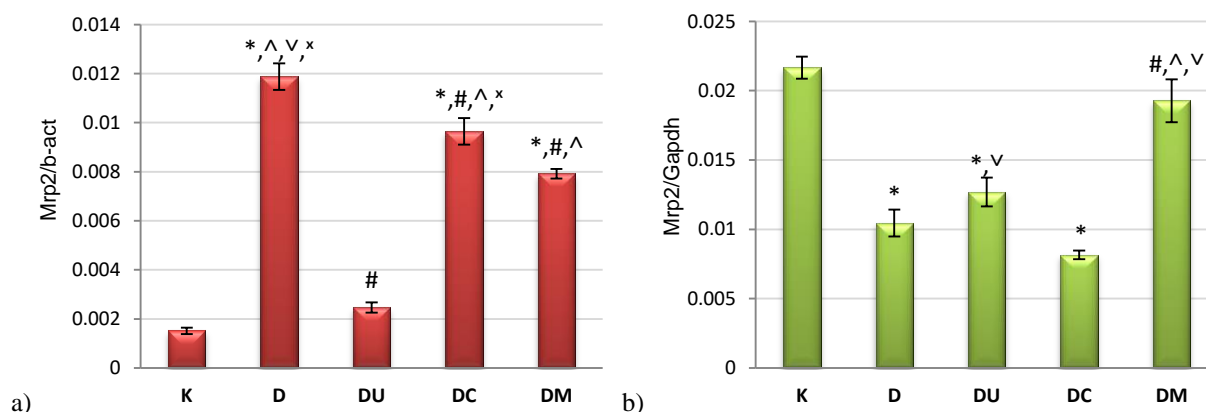 Mrp2/b-act
0.014
0.012
0.01
0.008
0.006
0.004
0.002
0
*,^,˅,ˣ
#
*,#,^,ˣ
*,#,^
K D DU DC DM
a)
Mrp2/Gapdh
0.025
0.02
0.015
0.01
0.005
0
*
*,˅
*
#,^,˅
K D DU DC DM
b)